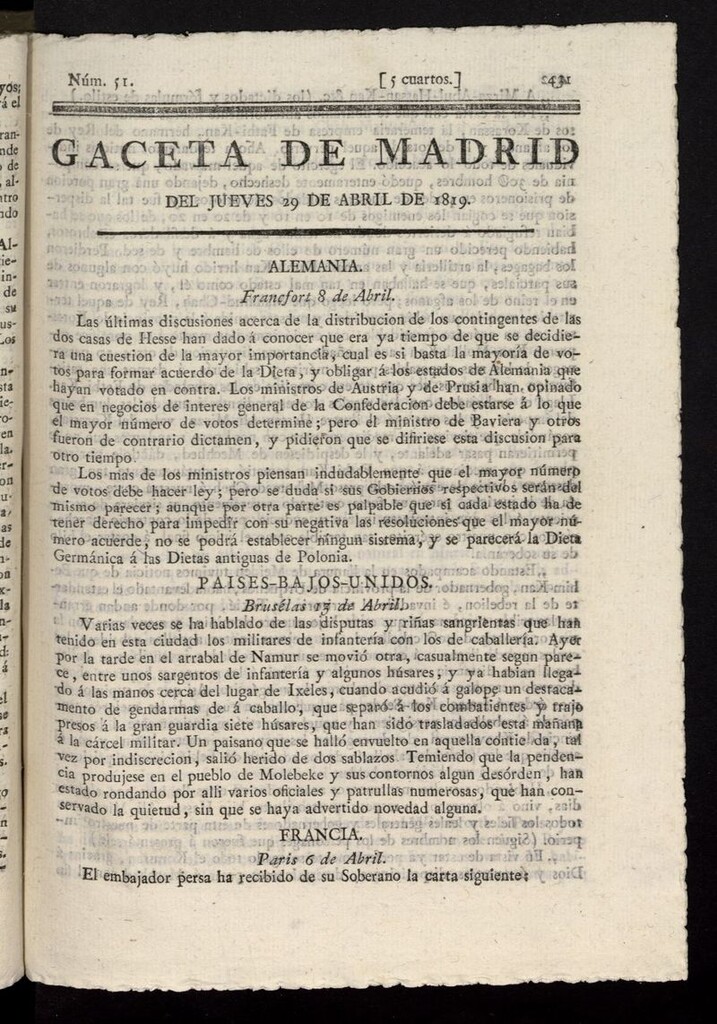 Núm. 51. [5 cuartos.] 431
GACETA DE MADRID
DEL JUEVES 29 DE ABRIL DE 1819.
ALEMANIA.
Francfort 8 de Abril.
Las últimas discusiones acerca de la distribucion de los contingentes de las
dos casas de Hesse han dado á conocer que era ya tiempo de que se decidie-
ra una cuestion de la mayor importancia, cual es si basta la mayoría de vo-
tos para formar acuerdo de la Dieta, y obligar á los estados de Alemania que
hayan votado en contra. Los ministros de Austria y de Prusia han opinado
que en negocios de interes general de la Confederacion debe estarse á lo que
el mayor número de votos determine; pero el ministro de Baviera y otros
fueron de contrario dictamen, y pidieron que se difiriese esta discusion para
otro tiempo.
Los mas de los ministros piensan indudablemente que el mayor número
de votos debe hacer ley; pero se duda si sus Gobiernos respectivos serán del
mismo parecer; aunque por otra parte es palpable que si cada estado ha de
tener derecho para impedir con su negativa las resoluciones que el mayor nú-
mero acuerde, no se podrá establecer ningun sistema, y se parecerá la Dieta
Germánica á las Dietas antiguas de Polonia.
PAISES-BAJOS-UNIDOS.
Brusélas 17 de Abril.
Varias veces se ha hablado de las disputas y riñas sangrientas que han
tenido en esta ciudad los militares de infantería con los de caballería. Ayer
por la tarde en el arrabal de Namur se movió otra, casualmente segun pare-
ce, entre unos sargentos de infantería y algunos húsares; y ya habian llega-
do á las manos cerca del lugar de Ixéles, cuando acudió á galope un destaca-
mento de gendarmas de á caballo, que separó á los combatientes y trajo
presos á la gran guardia siete húsares, que han sido trasladados esta mañana
á la cárcel militar. Un paisano que se halló envuelto en aquella contienda, tal
vez por indiscrecion, salió herido de dos sablazos. Temiendo que la penden-
cia produjese en el pueblo de Molebeke y sus contornos algun desórden, han
estado rondando por alli varios oficiales y patrullas numerosas, que han con-
servado la quietud, sin que se haya advertido novedad alguna.
FRANCIA.
Paris 6 de Abril.
El embajador persa ha recibido de su Soberano la carta siguiente: